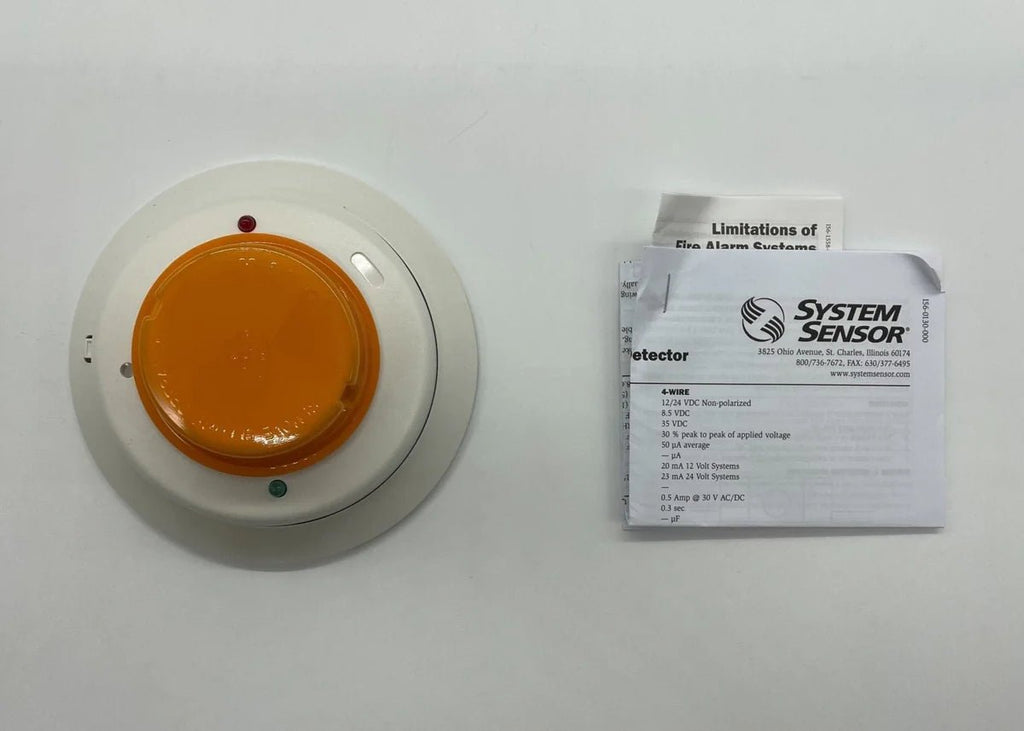 Limitations of
Fire Alarm Systems
I56-1558-
SYSTEM
SENSOR®
3825 Ohio Avenue, St. Charles, Illinois 60174
800/736-7672, FAX: 630/377-6495
www.systemsensor.com
I56-0130-000
etector
4-WIRE
12/24 VDC Non-polarized
8.5 VDC
35 VDC
30 % peak to peak of applied voltage
50 µA average
— µA
20 mA 12 Volt Systems
23 mA 24 Volt Systems
—
0.5 Amp @ 30 V AC/DC
0.3 sec
— µF